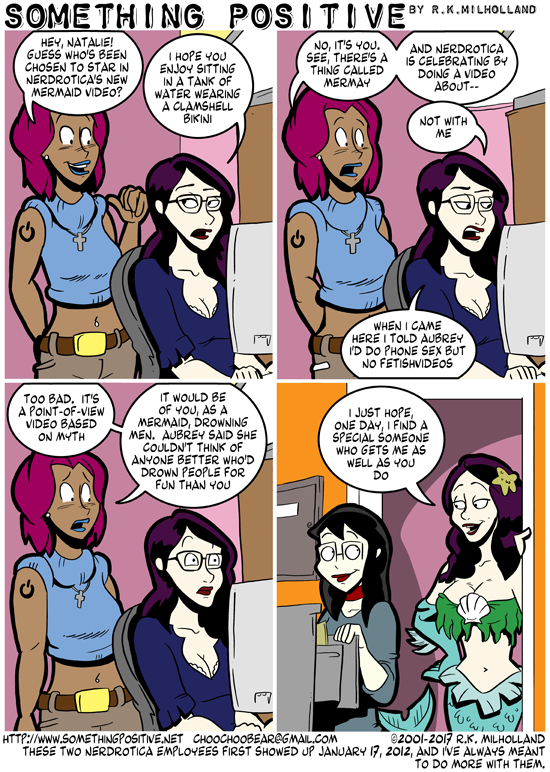 SOMETHING POSITIVE BY R.K.MILHOLLAND
HEY, NATALIE!
GUESS WHO'S BEEN
CHOSEN TO STAR IN
NERDROTICA'S NEW
MERMAID VIDEO?
I HOPE YOU
ENJOY SITTING
IN A TANK OF
WATER WEARING
A CLAMSHELL
BIKINI
NO, IT'S YOU.
SEE, THERE'S A
THING CALLED
MERMAY
AND NERDROTICA
IS CELEBRATING BY
DOING A VIDEO
ABOUT--
NOT WITH
ME
WHEN I CAME
HERE I TOLD AUBREY
I'D DO PHONE SEX BUT
NO FETISHVIDEOS
TOO BAD. IT'S
A POINT-OF-VIEW
VIDEO BASED
ON MYTH
IT WOULD BE
OF YOU, AS A
MERMAID, DROWNING
MEN. AUBREY SAID SHE
COULDN'T THINK OF
ANYONE BETTER WHO'D
DROWN PEOPLE FOR
FUN THAN YOU
I JUST HOPE,
ONE DAY, I FIND A
SPECIAL SOMEONE
WHO GETS ME AS
WELL AS YOU
DO
HTTP://WWW.SOMETHINGPOSITIVE.NET CHOOCHOOBEAR@GMAIL.COM ©2001-2017 R.K. MILHOLLAND
THESE TWO NERDROTICA EMPLOYEES FIRST SHOWED UP JANUARY 17, 2012, AND I'VE ALWAYS MEANT
TO DO MORE WITH THEM.